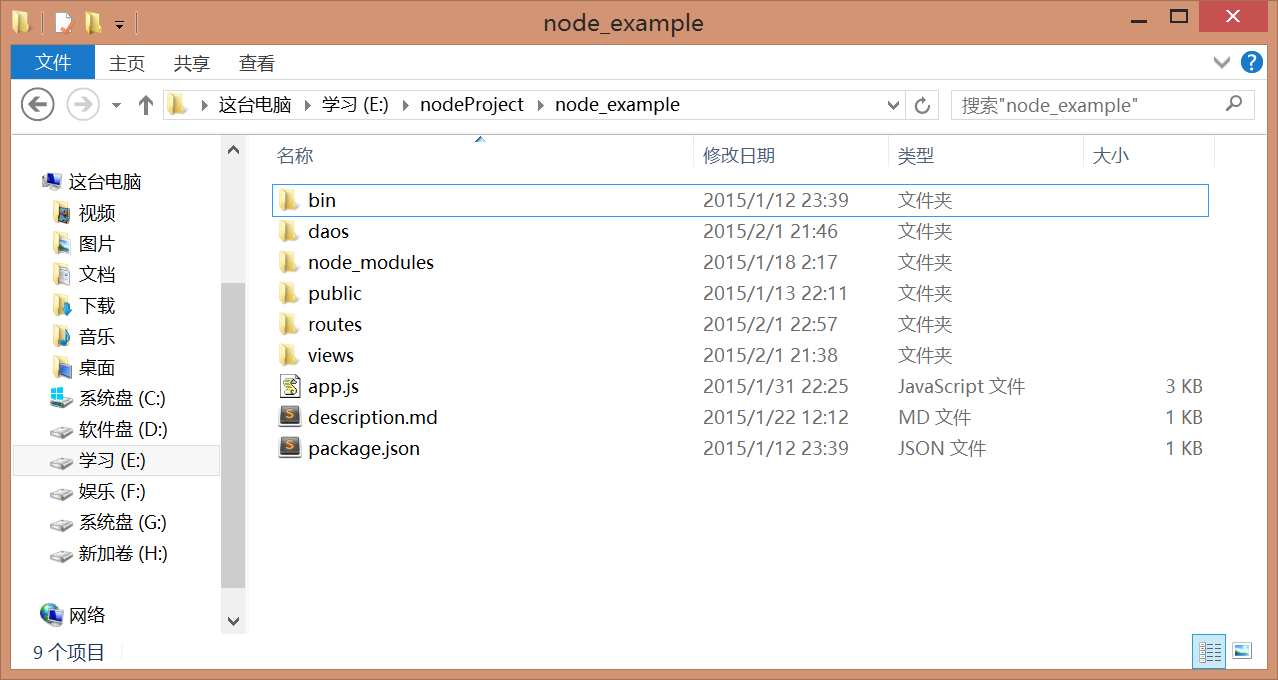 node_example
文件 主页 共享 查看
这台电脑 学习 (E:) nodeProject node_example 搜索"node_example"
名称 修改日期 类型 大小
这台电脑
视频
图片
文档
下载
音乐
桌面
系统盘 (C:)
软件盘 (D:)
学习 (E:)
娱乐 (F:)
系统盘 (G:)
新加卷 (H:)
网络
bin 2015/1/12 23:39 文件夹
daos 2015/2/1 21:46 文件夹
node_modules 2015/1/18 2:17 文件夹
public 2015/1/13 22:11 文件夹
routes 2015/2/1 22:57 文件夹
views 2015/2/1 21:38 文件夹
app.js 2015/1/31 22:25 JavaScript 文件 3 KB
description.md 2015/1/22 12:12 MD 文件 1 KB
package.json 2015/1/12 23:39 JSON 文件 1 KB
9 个项目